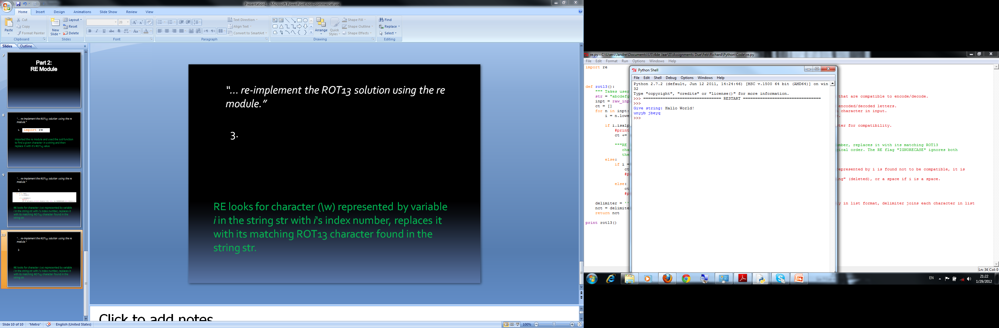 Presentation1 - Microsoft PowerPoint non-commercial use
Home Insert Design Animations Slide Show Review View
Paste
Cut
Copy
Format Painter
Clipboard
New Slide
Layout
Reset
Delete
Slides
28
Font
Text Direction
Align Text
Convert to SmartArt
Paragraph
Arrange
Quick Styles
Shape Fill
Shape Outline
Shape Effects
Drawing
Find
Replace
Select
Editing
Slides Outline
7
Part 2:
RE Module
8
"... re-implement the ROT13 solution using the re
module."
import re
Imported the re module and used the sub function
to find a given character in a string and then
replace it with it's ROT13 value
9
"... re-implement the ROT13 solution using the re
module."
RE looks for character (\w) represented by variable
i in the string str with i's index number, replaces it
with its matching ROT13 character found in the
string str.
10
"... re-implement the ROT13 solution using the re
module."
3.
RE looks for character (\w) represented by variable
i in the string str with i's index number, replaces it
with its matching ROT13 character found in the
string str.
"... re-implement the ROT13 solution using the re
module."
3.
RE looks for character (\w) represented by variable
i in the string str with i's index number, replaces it
with its matching ROT13 character found in the
string str.
Click to add notes
Slide 10 of 10 "Metro" English (United States)
100%
re.py - C:\Users\Jandre\Documents\US\4de Jaar\IS\Assignments Due\Feb\Richard\Python\Code\re.py
File Edit Format Run Options Windows Help
import re
def rot13():
""" Takes user
str = "abcdefg that are compatible to encode/decode.
inpt = raw_inp
ct = [] encoded/decoded letters.
for n in inpt: character in input.
i = n.lowe
if i.isalp ter for compatibility.
#print
ct +=
"""RE mber, replaces it with its matching ROT13
cha ical order. The RE flag "IGNORECASE" ignores both
the
else:
if i =
ct epresented by i is found not to be compatible, it is
#p
ng" (deleted), or a space if i is a space.
else:
ct
#p
delimiter = '' y in list format, delimiter joins each character in list
nct = delimite
return nct
print rot13()
Ln: 34 Col: 0
Python Shell
File Edit Shell Debug Options Windows Help
Python 2.7.2 (default, Jun 12 2011, 14:24:46) [MSC v.1500 64 bit (AMD64)] on win
32
Type "copyright", "credits" or "license()" for more information.
>>> ================================ RESTART ================================
>>>
Give string: Hallo World!
unyyb jbeyq
>>>
EN
21:22
1/29/2012